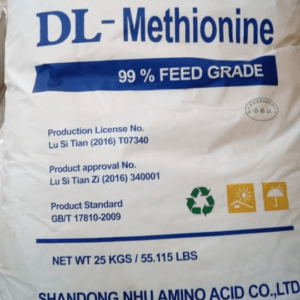 DL-Methionine
99 % FEED GRADE
Production License No.
Lu Si Tian (2016) T07340
Product approval No.
Lu Si Tian Zi (2016) 340001
Product Standard
GB/T 17810-2009
NET WT 25 KGS / 55.115 LBS
SHANDONG NHU AMINO ACID CO.,LTD